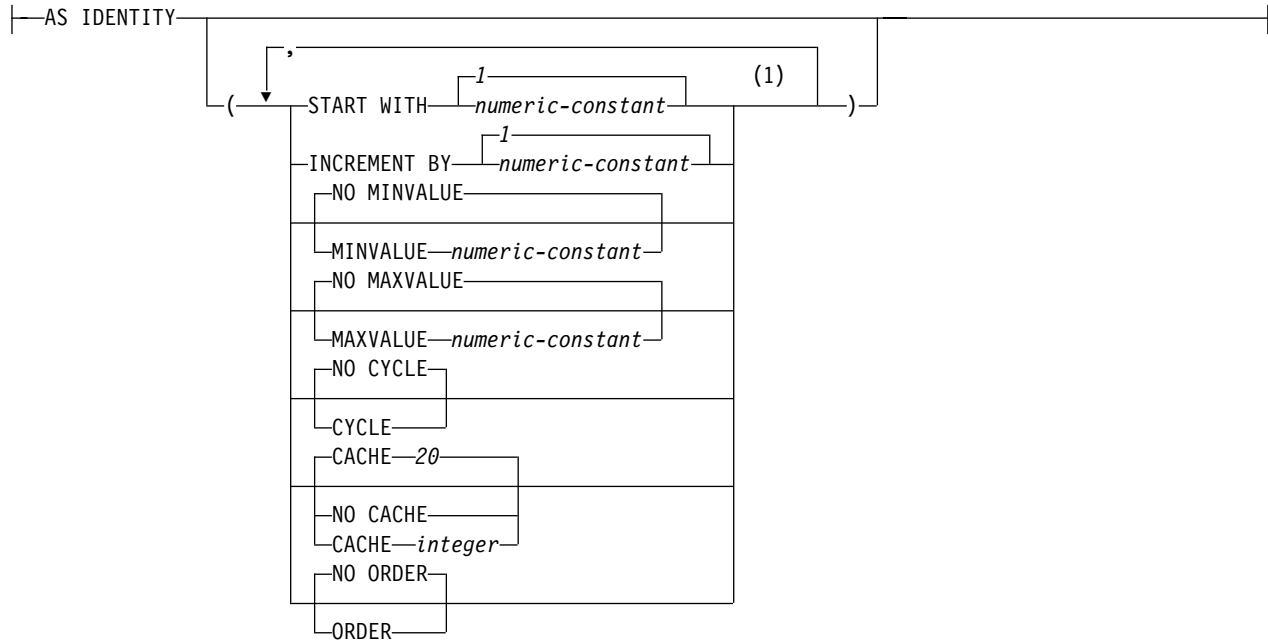 AS IDENTITY
,
1 (1)
( START WITH numeric-constant )
1
INCREMENT BY numeric-constant
NO MINVALUE
MINVALUE numeric-constant
NO MAXVALUE
MAXVALUE numeric-constant
NO CYCLE
CYCLE
CACHE 20
NO CACHE
CACHE integer
NO ORDER
ORDER